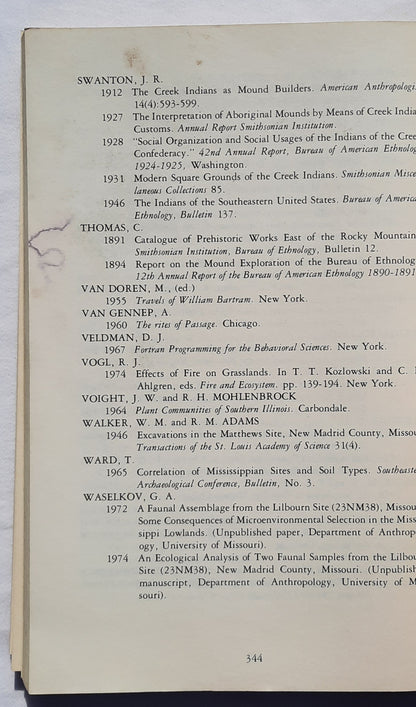 SWANTON, J. R.
1912 The Creek Indians as Mound Builders. American Anthropologi
14(4):593-599.
1927 The Interpretation of Aboriginal Mounds by Means of Creek India
Customs. Annual Report Smithsonian Institution.
1928 "Social Organization and Social Usages of the Indians of the Cree
Confederacy." 42nd Annual Report, Bureau of American Ethnolog
1924-1925, Washington.
1931 Modern Square Grounds of the Creek Indians. Smithsonian Misce
laneous Collections 85.
1946 The Indians of the Southeastern United States. Bureau of America
Ethnology, Bulletin 137.
THOMAS, C.
1891 Catalogue of Prehistoric Works East of the Rocky Mountain
Smithsonian Institution, Bureau of Ethnology, Bulletin 12.
1894 Report on the Mound Exploration of the Bureau of Ethnolog
12th Annual Report of the Bureau of American Ethnology 1890-1891
VAN DOREN, M., (ed.)
1955 Travels of William Bartram. New York.
VAN GENNEP, A.
1960 The rites of Passage. Chicago.
VELDMAN, D. J.
1967 Fortran Programming for the Behavioral Sciences. New York.
VOGL, R. J.
1974 Effects of Fire on Grasslands. In T. T. Kozlowski and C.
Ahlgren, eds. Fire and Ecosystem. pp. 139-194. New York.
VOIGHT, J. W. and R. H. MOHLENBROCK
1964 Plant Communities of Southern Illinois. Carbondale.
WALKER, W. M. and R. M. ADAMS
1946 Excavations in the Matthews Site, New Madrid County, Missou
Transactions of the St. Louis Academy of Science 31(4).
WARD, T.
1965 Correlation of Mississippian Sites and Soil Types. Southeaste
Archaeological Conference, Bulletin, No. 3.
WASELKOV, G. A.
1972 A Faunal Assemblage from the Lilbourn Site (23NM38), Missou
Some Consequences of Microenvironmental Selection in the Miss
sippi Lowlands. (Unpublished paper, Department of Anthrop
ogy, University of Missouri).
1974 An Ecological Analysis of Two Faunal Samples from the Lilbou
Site (23NM38), New Madrid County, Missouri. (Unpublish
manuscript, Department of Anthropology, University of M
souri).
344